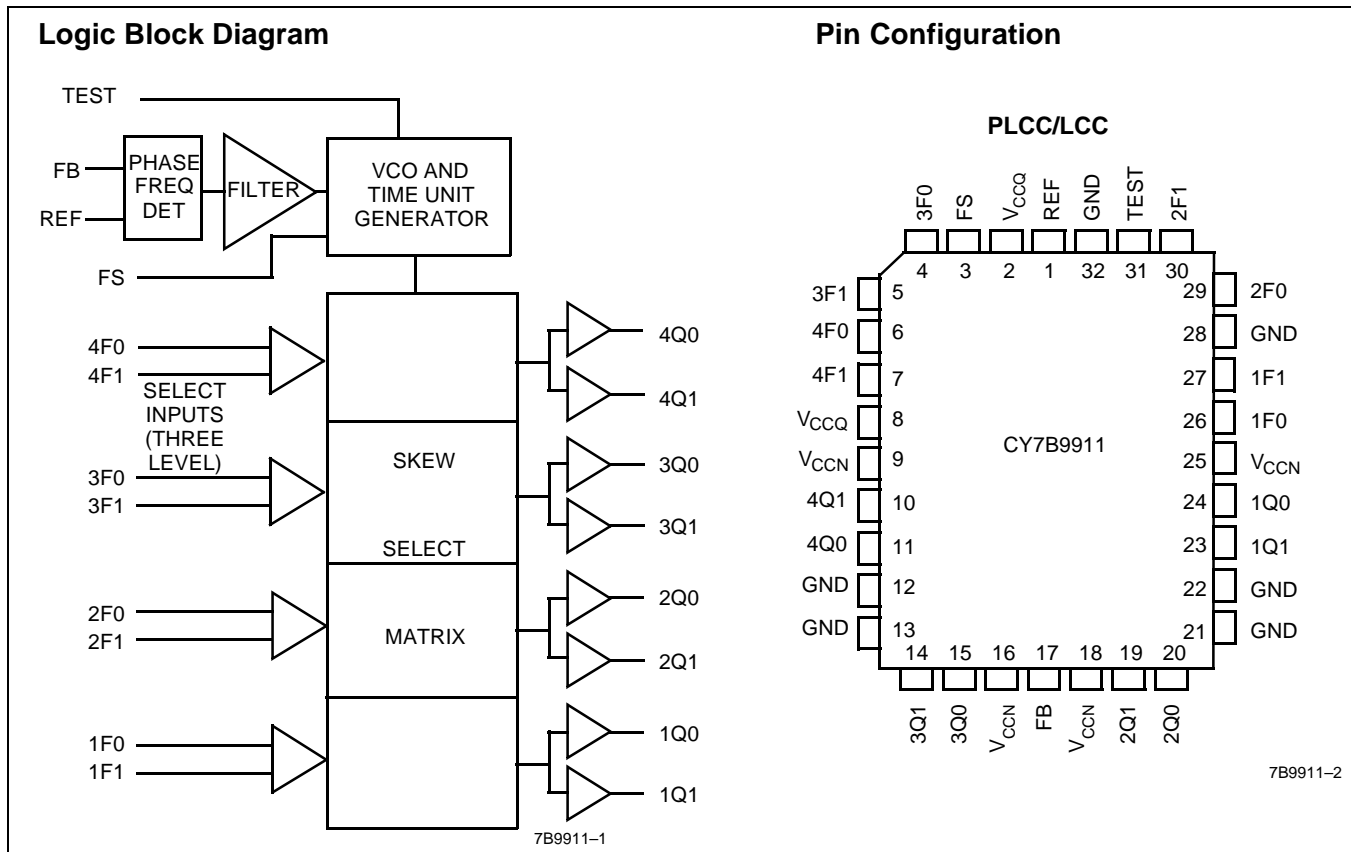 Logic Block Diagram
TEST
FB
REF
PHASE
FREQ
DET
FILTER
VCO AND
TIME UNIT
GENERATOR
FS
4F0
4F1
SELECT
INPUTS
(THREE
LEVEL)
3F0
3F1
2F0
2F1
1F0
1F1
SKEW
SELECT
MATRIX
4Q0
4Q1
3Q0
3Q1
2Q0
2Q1
1Q0
1Q1
7B9911–1
Pin Configuration
PLCC/LCC
3F0
FS
VCCQ
REF
GND
TEST
2F1
4 3 2 1 32 31 30
3F1 5
4F0 6
4F1 7
VCCQ 8
VCCN 9
4Q1 10
4Q0 11
GND 12
GND 13
CY7B9911
29 2F0
28 GND
27 1F1
26 1F0
25 VCCN
24 1Q0
23 1Q1
22 GND
21 GND
14 15 16 17 18 19 20
3Q1
3Q0
VCCN
FB
VCCN
2Q1
2Q0
7B9911–2